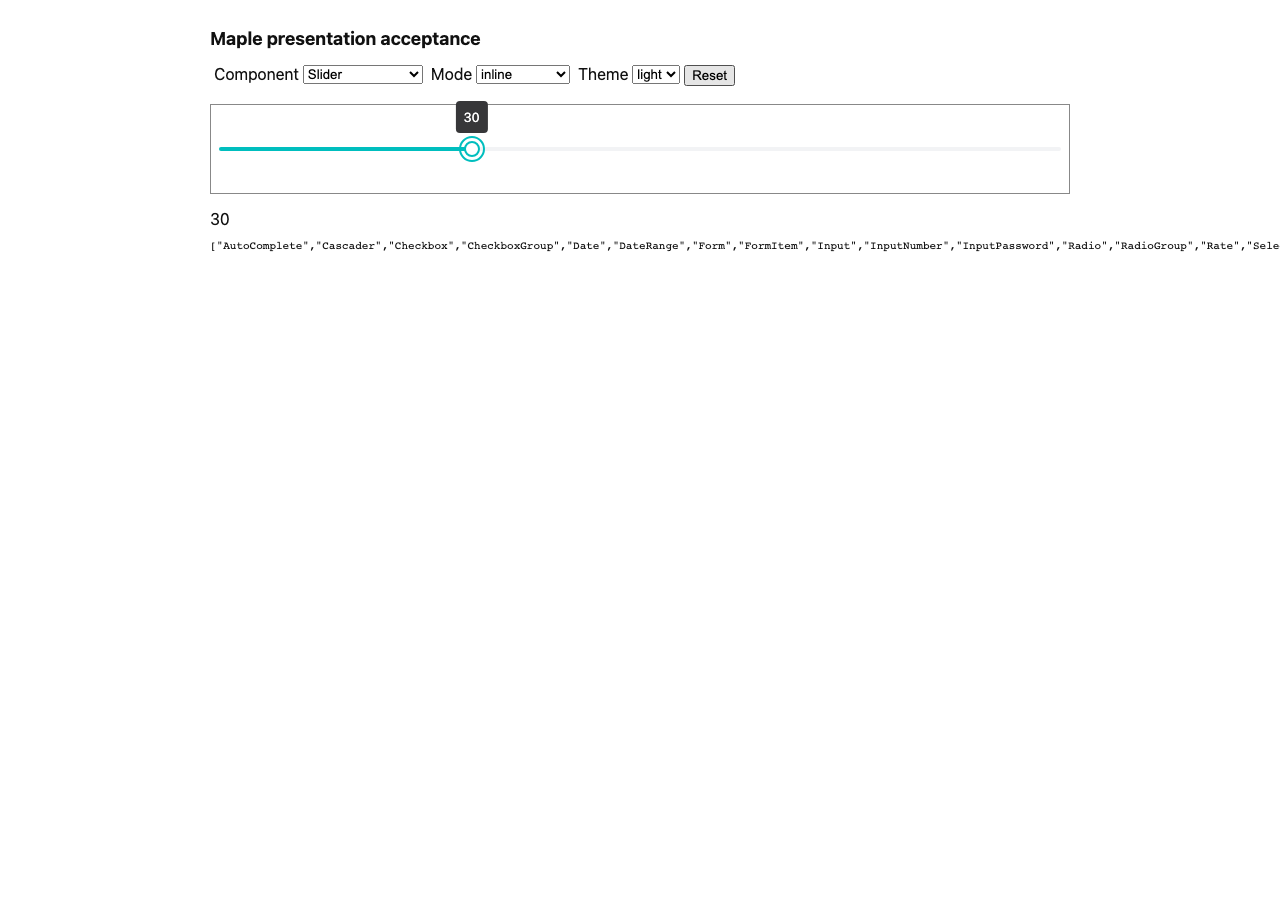 Maple presentation acceptance
Component Slider Mode inline Theme light Reset
30
30
["AutoComplete","Cascader","Checkbox","CheckboxGroup","Date","DateRange","Form","FormItem","Input","InputNumber","InputPassword","Radio","RadioGroup","Rate","Sele